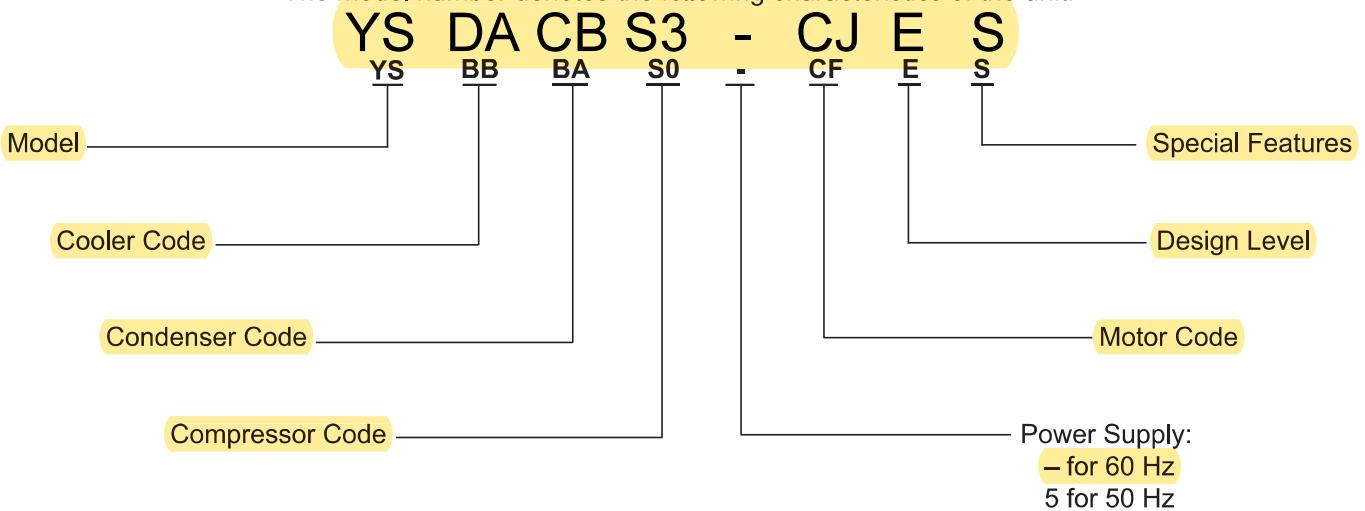 YS DA CB S3 - CJ E S
YS BB BA S0 - CF E S
Model
Special Features
Cooler Code
Design Level
Condenser Code
Motor Code
Compressor Code
Power Supply:
– for 60 Hz
5 for 50 Hz